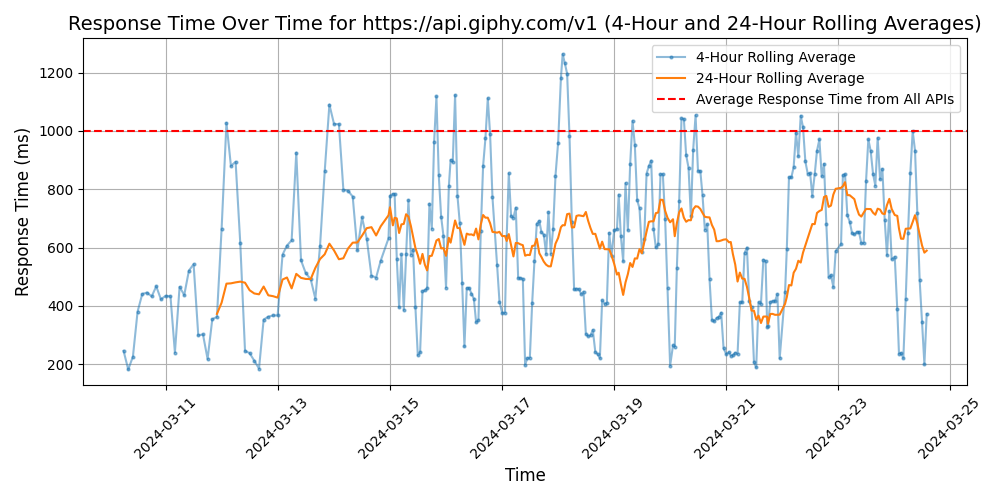 Response Time Over Time for https://api.giphy.com/v1 (4-Hour and 24-Hour Rolling Averages)
4-Hour Rolling Average
24-Hour Rolling Average
Average Response Time from All APIs
Response Time (ms)
1200
1000
800
600
400
200
2024-03-11
2024-03-13
2024-03-15
2024-03-17
2024-03-19
2024-03-21
2024-03-23
2024-03-25
Time